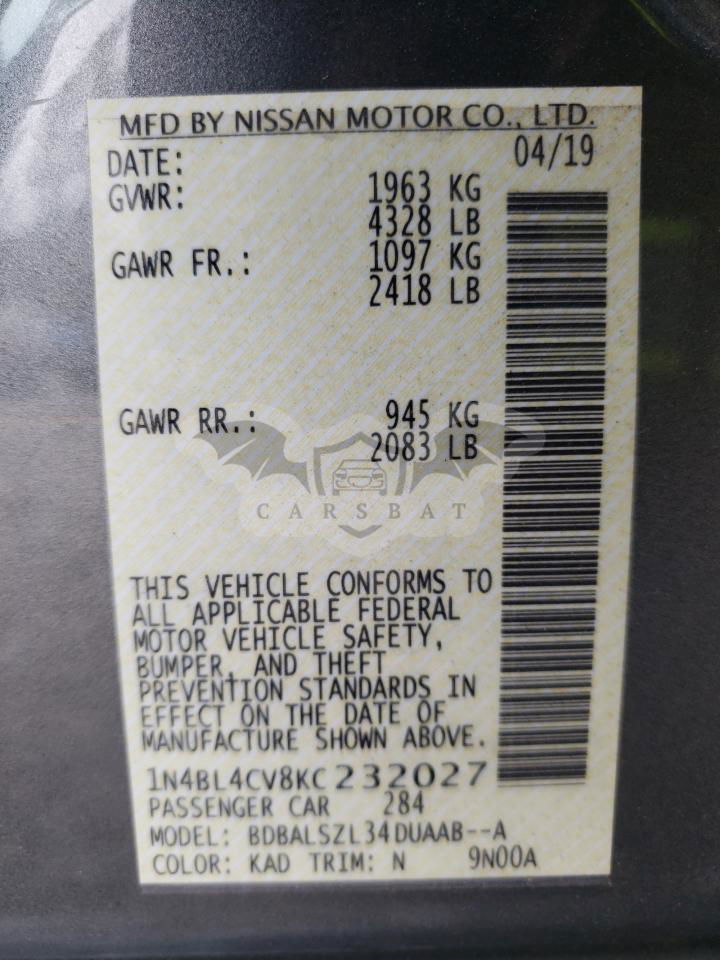 MFD BY NISSAN MOTOR CO., LTD.
DATE: 04/19
GVWR: 1963 KG
4328 LB
GAWR FR.: 1097 KG
2418 LB
GAWR RR.: 945 KG
2083 LB
CARSBAT
THIS VEHICLE CONFORMS TO
ALL APPLICABLE FEDERAL
MOTOR VEHICLE SAFETY,
BUMPER, AND THEFT
PREVENTION STANDARDS IN
EFFECT ON THE DATE OF
MANUFACTURE SHOWN ABOVE.
1N4BL4CV8KC232027
PASSENGER CAR 284
MODEL: BDBALSZL34DUAAB--A
COLOR: KAD TRIM: N 9N00A